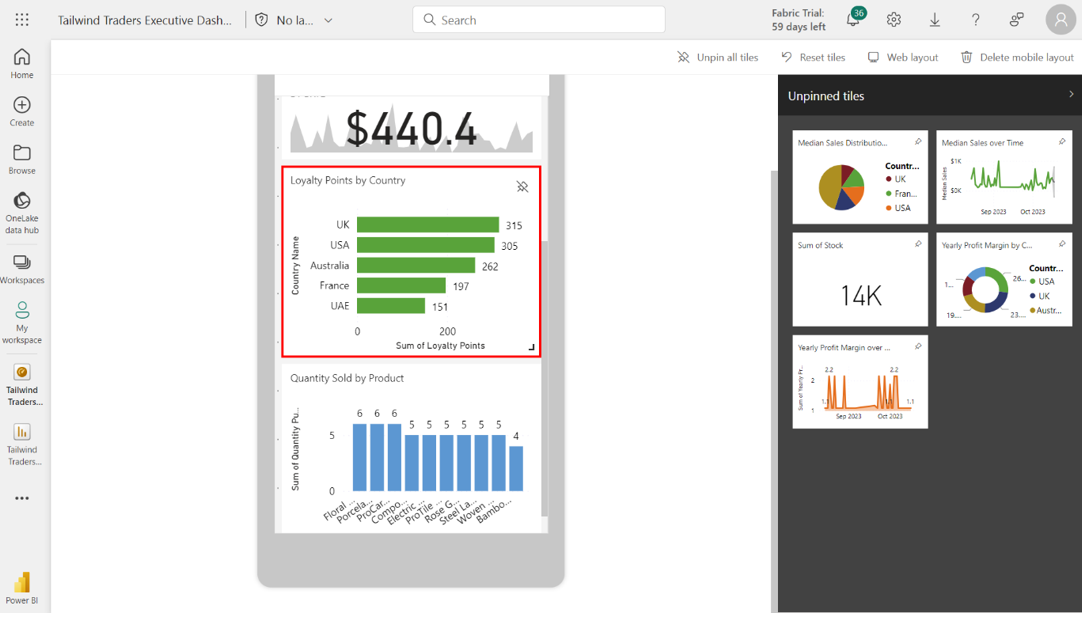 Tailwind Traders Executive Dash...
No la...
Search
Fabric Trial:
59 days left
36
Home
Create
Browse
OneLake
data hub
Workspaces
My
workspace
Tailwind
Traders...
Tailwind
Traders...
Power BI
Unpin all tiles
Reset tiles
Web layout
Delete mobile layout
$440.4
Loyalty Points by Country
Country Name
UK 315
USA 305
Australia 262
France 197
UAE 151
0 200
Sum of Loyalty Points
Quantity Sold by Product
Sum of Quantity Pu...
5
0
6 6 6 5 5 5 5 5 5 4
Floral ...
Porcela...
ProCar...
Compo...
Electric ...
ProTile ...
Rose G...
Steel La...
Woven ...
Bambo...
Unpinned tiles
Median Sales Distributio...
Countr...
UK
Fran...
USA
Median Sales over Time
Median Sales
$1K
$0K
Sep 2023 Oct 2023
Sum of Stock
14K
Yearly Profit Margin by C...
Countr...
USA
UK
Austr...
1...
26...
19....
23....
Yearly Profit Margin over ...
Sum of Yearly Pr...
2
1
2.2 2.2
1.1 1.1 1.1
Sep 2023 Oct 2023